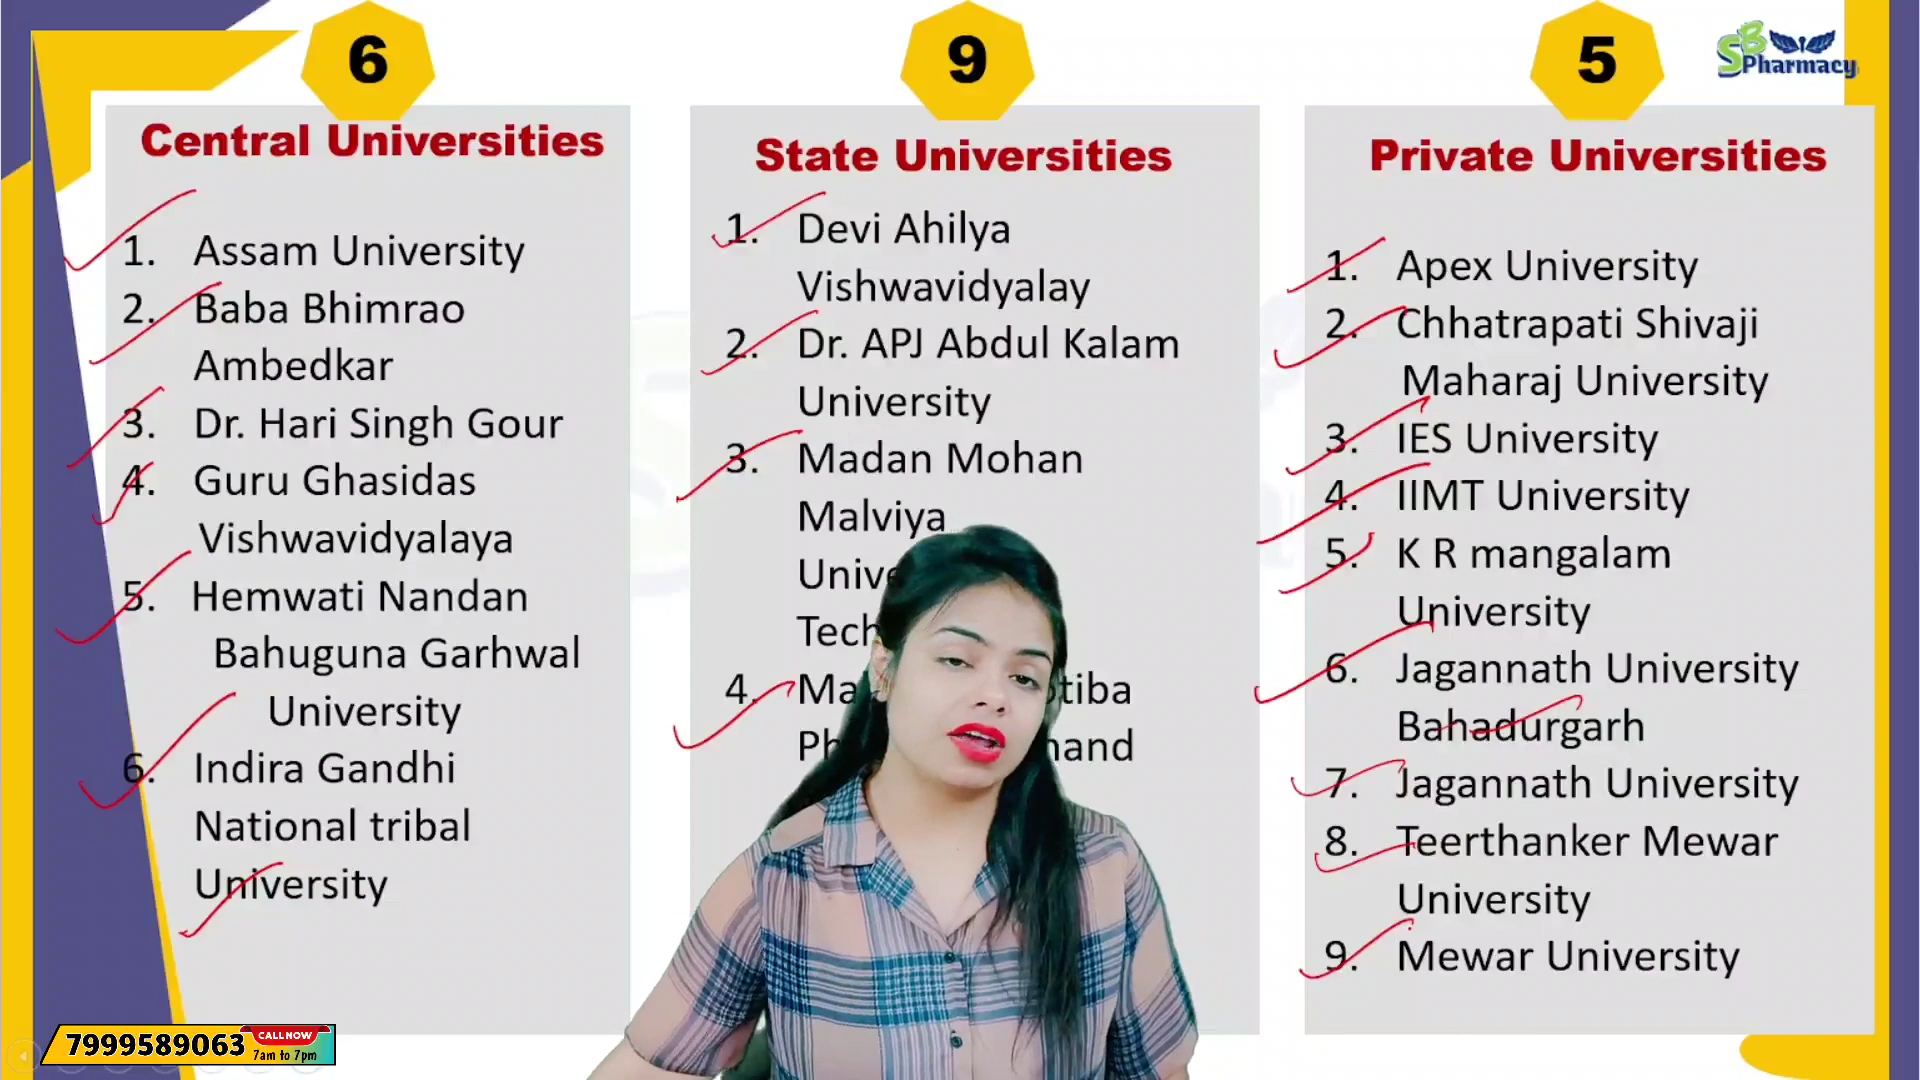 6
Central Universities
1. Assam University
2. Baba Bhimrao
Ambedkar
3. Dr. Hari Singh Gour
4. Guru Ghasidas
Vishwavidyalaya
5. Hemwati Nandan
Bahuguna Garhwal
University
6. Indira Gandhi
National tribal
University
9
State Universities
1. Devi Ahilya
Vishwavidyalay
2. Dr. APJ Abdul Kalam
University
3. Madan Mohan
Malviya
4.
5
Private Universities
1. Apex University
2. Chhatrapati Shivaji
Maharaj University
3. IES University
4. IIMT University
5. K R mangalam
University
6. Jagannath University
Bahadurgarh
7. Jagannath University
8. Teerthanker Mewar
University
9. Mewar University
SB Pharmacy
7999589063
CALL NOW
7am to 7pm